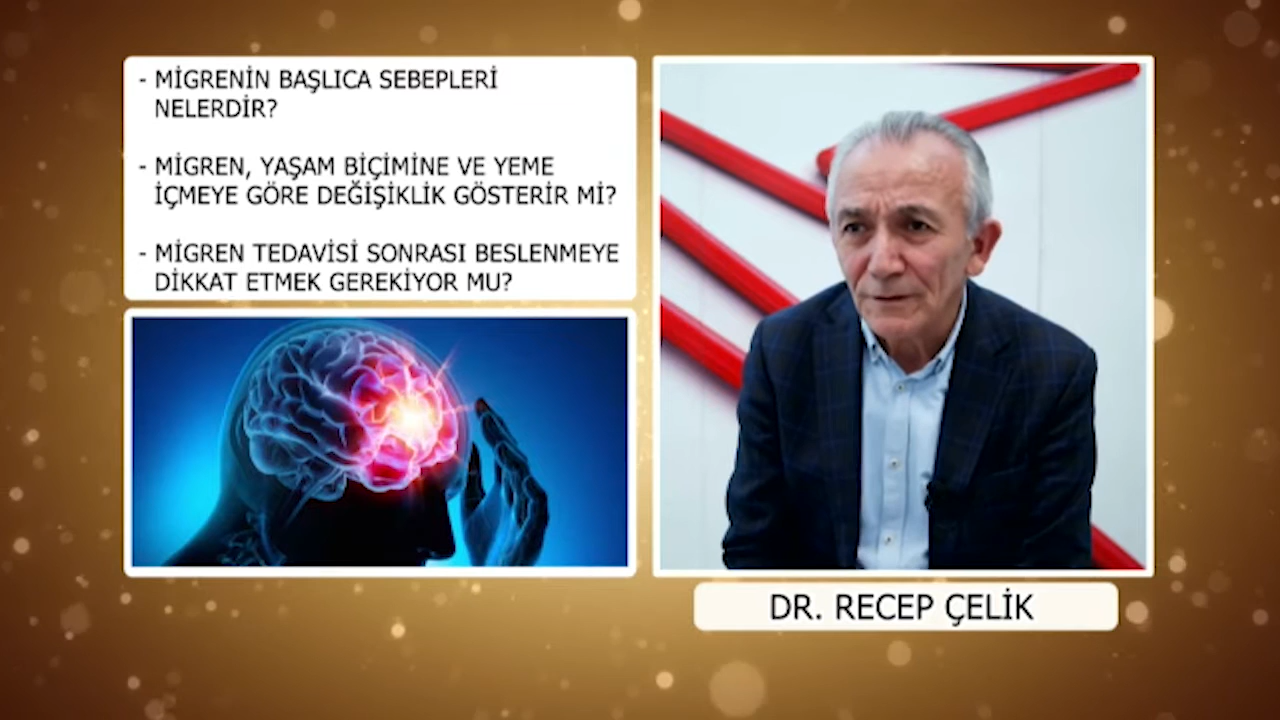 - MİGRENİN BAŞLICA SEBEPLERİ
NELERDİR?
- MİGREN, YAŞAM BİÇİMİNE VE YEME
İÇMEYE GÖRE DEĞİŞİKLİK GÖSTERİR Mİ?
- MİGREN TEDAVİSİ SONRASI BESLENMEYE
DİKKAT ETMEK GEREKİYOR MU?
DR. RECEP ÇELİK